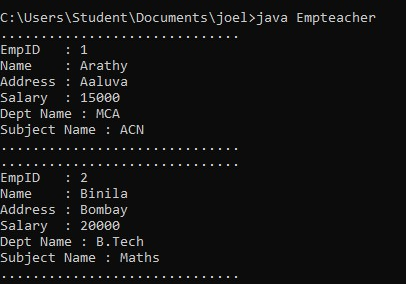 C:\Users\Student\Documents\joel>java Empteacher
..............................
EmpID   : 1
Name    : Arathy
Address : Aaluva
Salary  : 15000
Dept Name : MCA
Subject Name : ACN
..............................
..............................
EmpID   : 2
Name    : Binila
Address : Bombay
Salary  : 20000
Dept Name : B.Tech
Subject Name : Maths
..............................